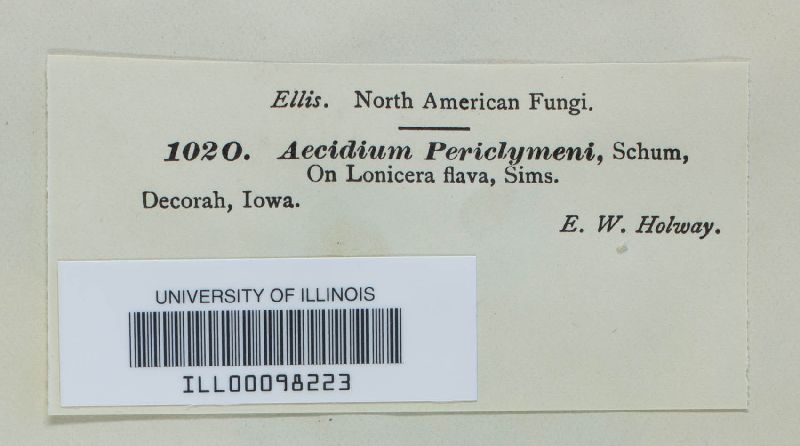 Ellis. North American Fungi.
1020. Aecidium Periclymeni, Schum,
On Lonicera flava, Sims.
Decorah, Iowa.
E. W. Holway.
UNIVERSITY OF ILLINOIS
ILL00098223